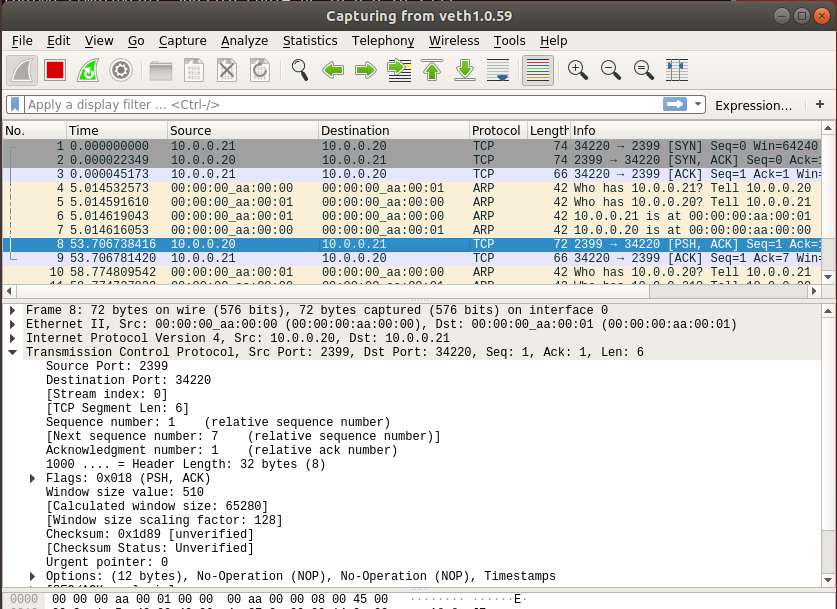 Capturing from veth1.0.59
File Edit View Go Capture Analyze Statistics Telephony Wireless Tools Help
Apply a display filter … <Ctrl-/> Expression… +
No. Time Source Destination Protocol Length Info
1 0.000000000 10.0.0.21 10.0.0.20 TCP 74 34220 → 2399 [SYN] Seq=0 Win=64240
2 0.000022349 10.0.0.20 10.0.0.21 TCP 74 2399 → 34220 [SYN, ACK] Seq=0 Ack=1
3 0.000045173 10.0.0.21 10.0.0.20 TCP 66 34220 → 2399 [ACK] Seq=1 Ack=1 Win=
4 5.014532573 00:00:00_aa:00:00 00:00:00_aa:00:01 ARP 42 Who has 10.0.0.21? Tell 10.0.0.20
5 5.014591610 00:00:00_aa:00:01 00:00:00_aa:00:00 ARP 42 Who has 10.0.0.20? Tell 10.0.0.21
6 5.014619043 00:00:00_aa:00:01 00:00:00_aa:00:00 ARP 42 10.0.0.21 is at 00:00:00:aa:00:01
7 5.014616053 00:00:00_aa:00:00 00:00:00_aa:00:01 ARP 42 10.0.0.20 is at 00:00:00:aa:00:00
8 53.706738416 10.0.0.20 10.0.0.21 TCP 72 2399 → 34220 [PSH, ACK] Seq=1 Ack=1
9 53.706781420 10.0.0.21 10.0.0.20 TCP 66 34220 → 2399 [ACK] Seq=1 Ack=7 Win=
10 58.774809542 00:00:00_aa:00:01 00:00:00_aa:00:00 ARP 42 Who has 10.0.0.20? Tell 10.0.0.21
Frame 8: 72 bytes on wire (576 bits), 72 bytes captured (576 bits) on interface 0
Ethernet II, Src: 00:00:00_aa:00:00 (00:00:00:aa:00:00), Dst: 00:00:00_aa:00:01 (00:00:00:aa:00:01)
Internet Protocol Version 4, Src: 10.0.0.20, Dst: 10.0.0.21
Transmission Control Protocol, Src Port: 2399, Dst Port: 34220, Seq: 1, Ack: 1, Len: 6
Source Port: 2399
Destination Port: 34220
[Stream index: 0]
[TCP Segment Len: 6]
Sequence number: 1 (relative sequence number)
[Next sequence number: 7 (relative sequence number)]
Acknowledgment number: 1 (relative ack number)
1000 .... = Header Length: 32 bytes (8)
Flags: 0x018 (PSH, ACK)
Window size value: 510
[Calculated window size: 65280]
[Window size scaling factor: 128]
Checksum: 0x1d89 [unverified]
[Checksum Status: Unverified]
Urgent pointer: 0
Options: (12 bytes), No-Operation (NOP), No-Operation (NOP), Timestamps
0000 00 00 00 aa 00 01 00 00 00 aa 00 00 08 00 45 00 ········ ······E·